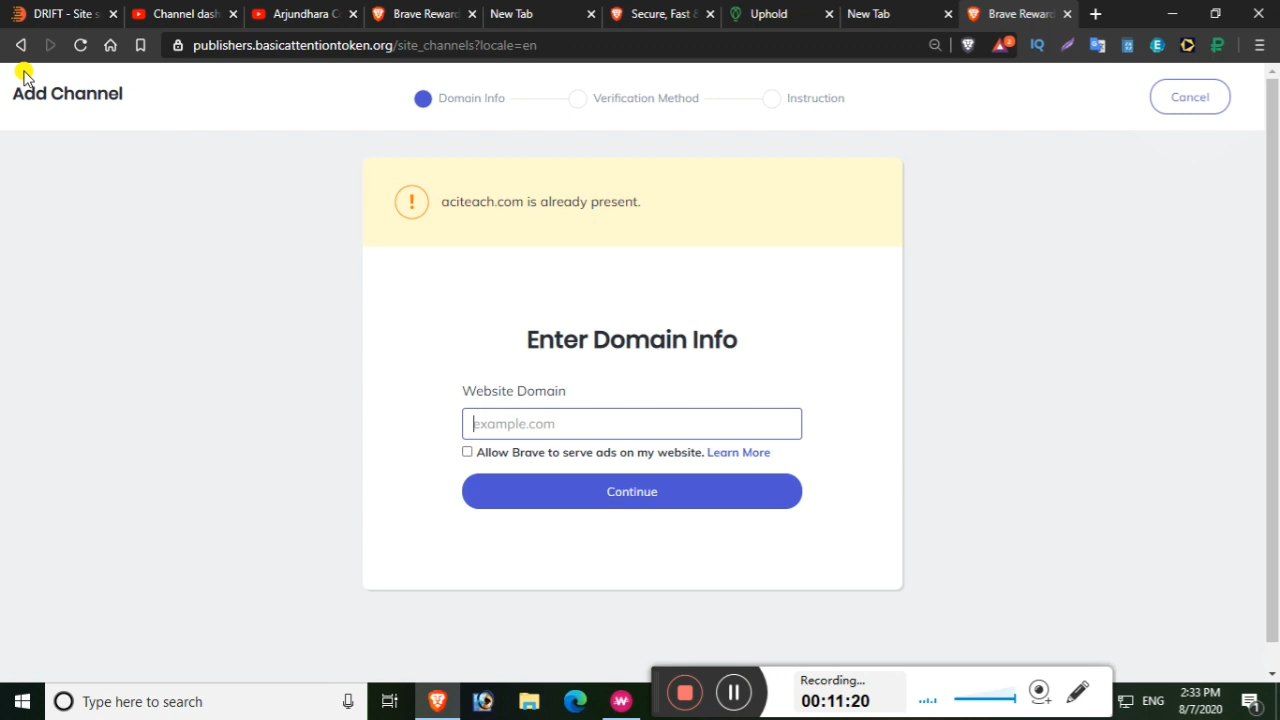 DRIFT - Site s
Channel dash
Arjundhara C
Brave Reward
New Tab
Secure, Fast &
Uphold
New Tab
Brave Reward
publishers.basicattentiontoken.org/site_channels?locale=en
2
IQ
Add Channel
Domain Info
Verification Method
Instruction
Cancel
! aciteach.com is already present.
Enter Domain Info
Website Domain
example.com
Allow Brave to serve ads on my website. Learn More
Continue
Recording...
00:11:20
Type here to search
ENG
2:33 PM
8/7/2020
1